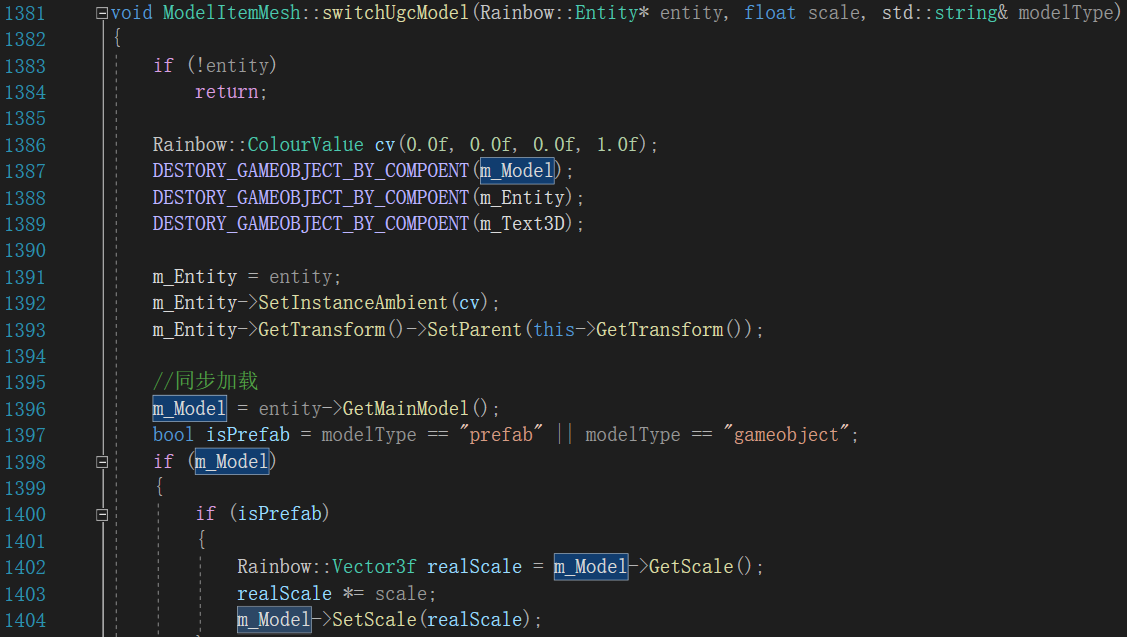 1381 void ModelItemMesh::switchUgcModel(Rainbow::Entity* entity, float scale, std::string& modelType)
1382 {
1383 if (!entity)
1384 return;
1385
1386 Rainbow::ColourValue cv(0.0f, 0.0f, 0.0f, 1.0f);
1387 DESTORY_GAMEOBJECT_BY_COMPOENT(m_Model);
1388 DESTORY_GAMEOBJECT_BY_COMPOENT(m_Entity);
1389 DESTORY_GAMEOBJECT_BY_COMPOENT(m_Text3D);
1390
1391 m_Entity = entity;
1392 m_Entity->SetInstanceAmbient(cv);
1393 m_Entity->GetTransform()->SetParent(this->GetTransform());
1394
1395 //同步加载
1396 m_Model = entity->GetMainModel();
1397 bool isPrefab = modelType == "prefab" || modelType == "gameobject";
1398 if (m_Model)
1399 {
1400 if (isPrefab)
1401 {
1402 Rainbow::Vector3f realScale = m_Model->GetScale();
1403 realScale *= scale;
1404 m_Model->SetScale(realScale);